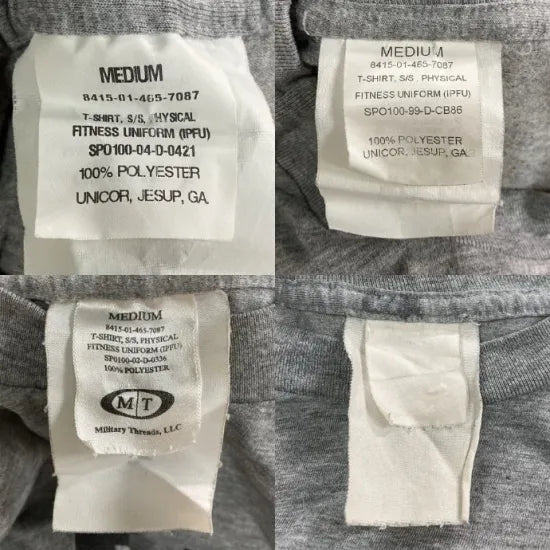 MEDIUM
8415-01-465-7087
T-SHIRT, S/S, PHYSICAL
FITNESS UNIFORM (IPFU)
SP0100-04-D-0421
100% POLYESTER
UNICOR, JESUP, GA.
MEDIUM
8415-01-465-7087
T-SHIRT, S/S, PHYSICAL
FITNESS UNIFORM (IPFU)
SPO100-99-D-CB86
100% POLYESTER
UNICOR, JESUP, GA.
MEDIUM
8415-01-465-7087
T-SHIRT, S/S, PHYSICAL
FITNESS UNIFORM (IPFU)
SP0100-02-D-0336
100% POLYESTER
M T
Military Threads, LLC